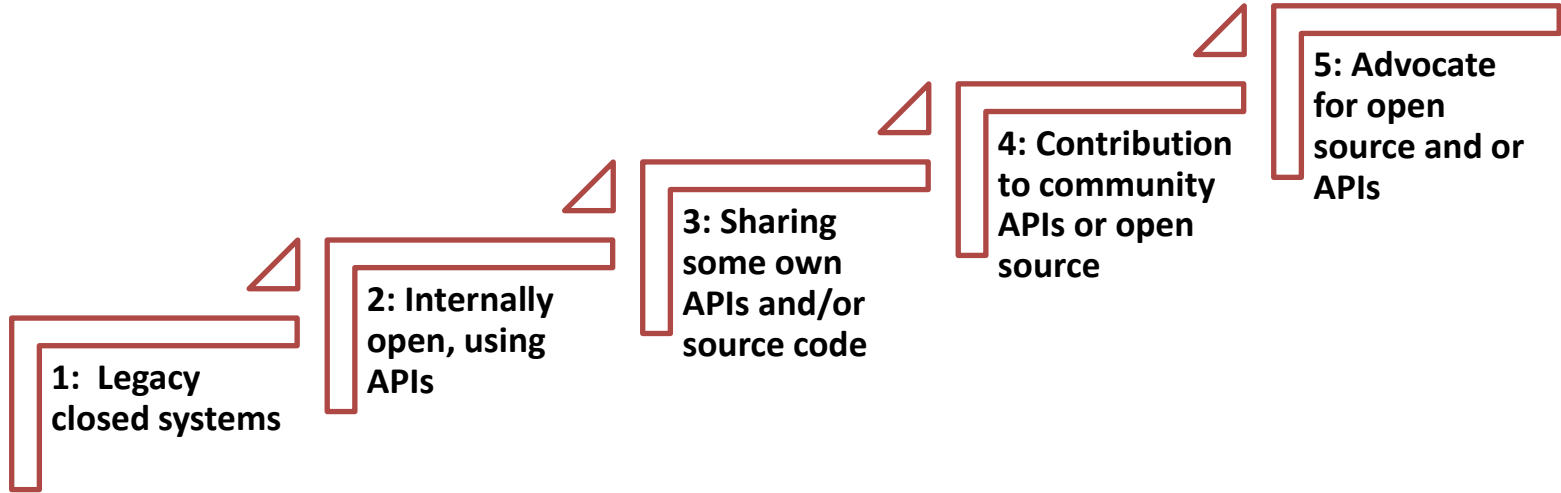 1:  Legacy
closed systems
2: Internally
open, using
APIs
3: Sharing
some own
APIs and/or
source code
4: Contribution
to community
APIs or open
source
5: Advocate
for open
source and or
APIs